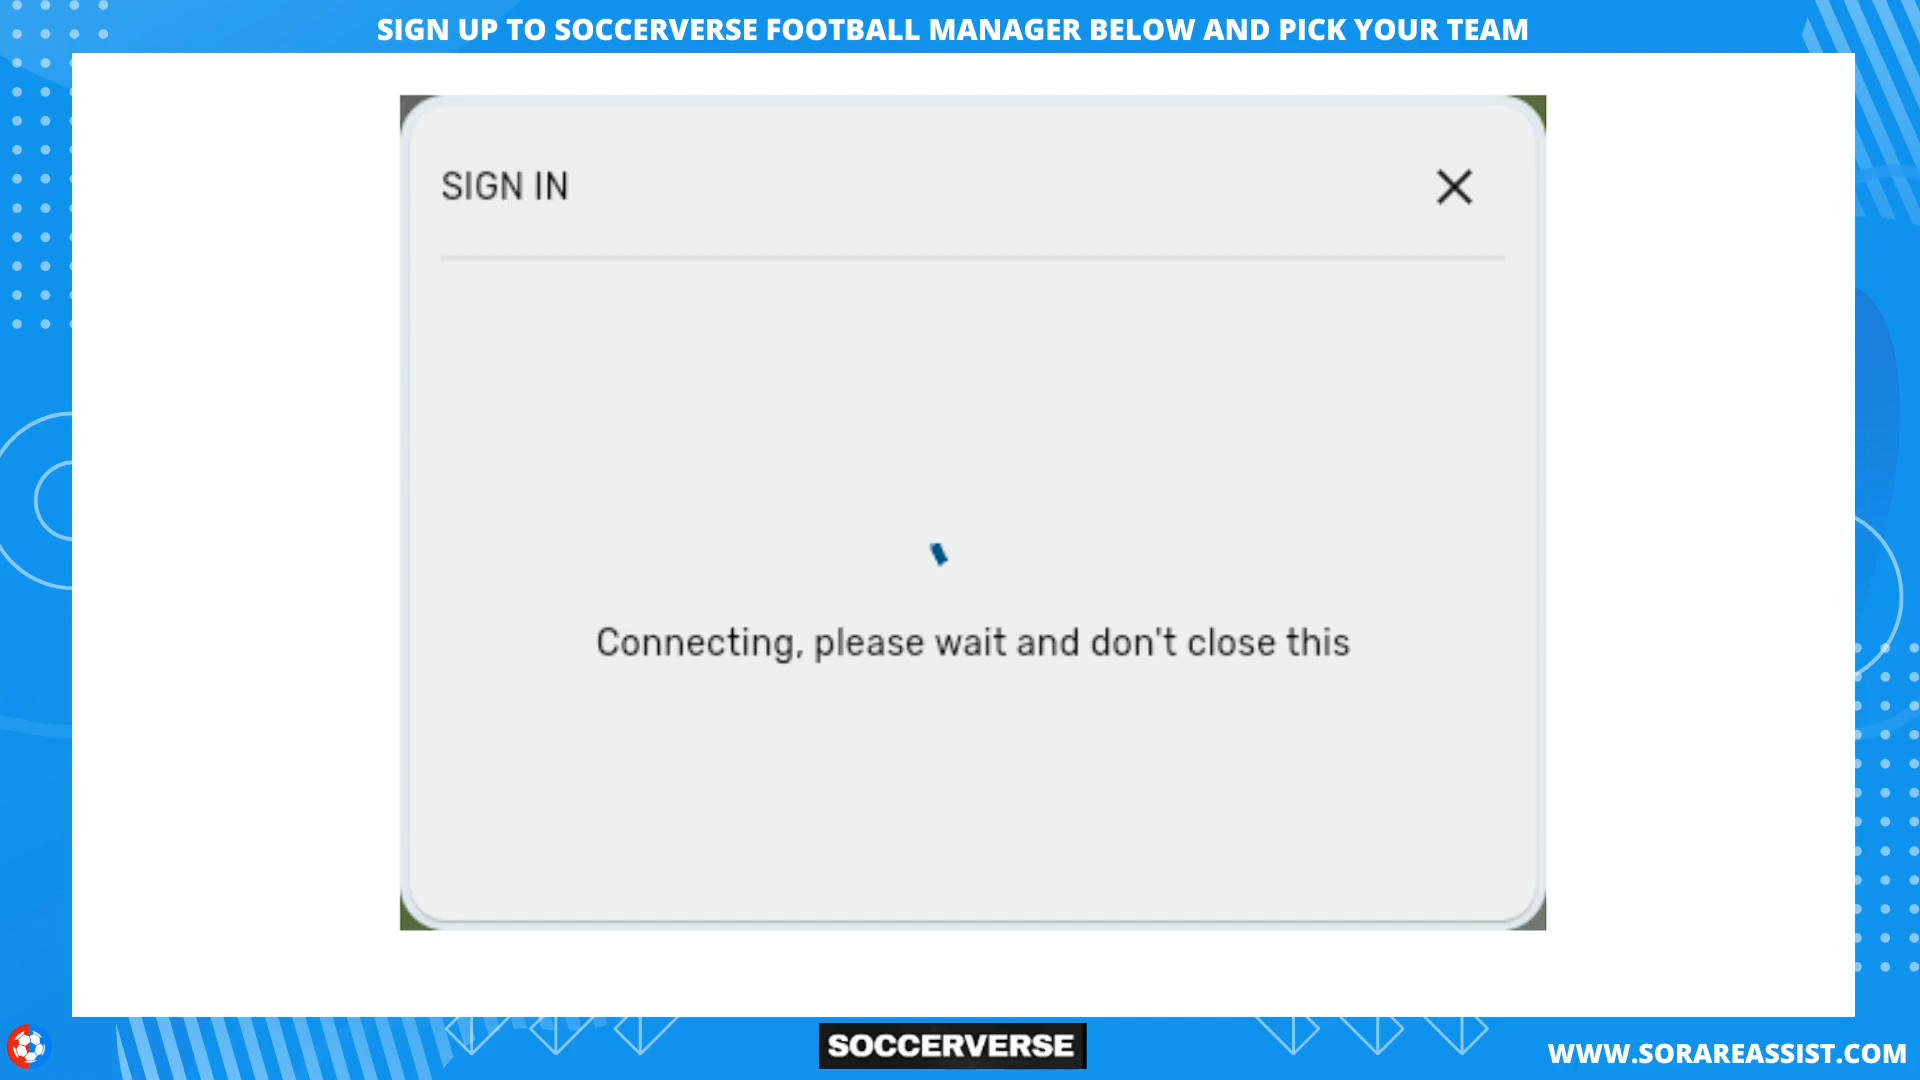 SIGN UP TO SOCCERVERSE FOOTBALL MANAGER BELOW AND PICK YOUR TEAM
SIGN IN
Connecting, please wait and don't close this
SOCCERVERSE
WWW.SORAREASSIST.COM